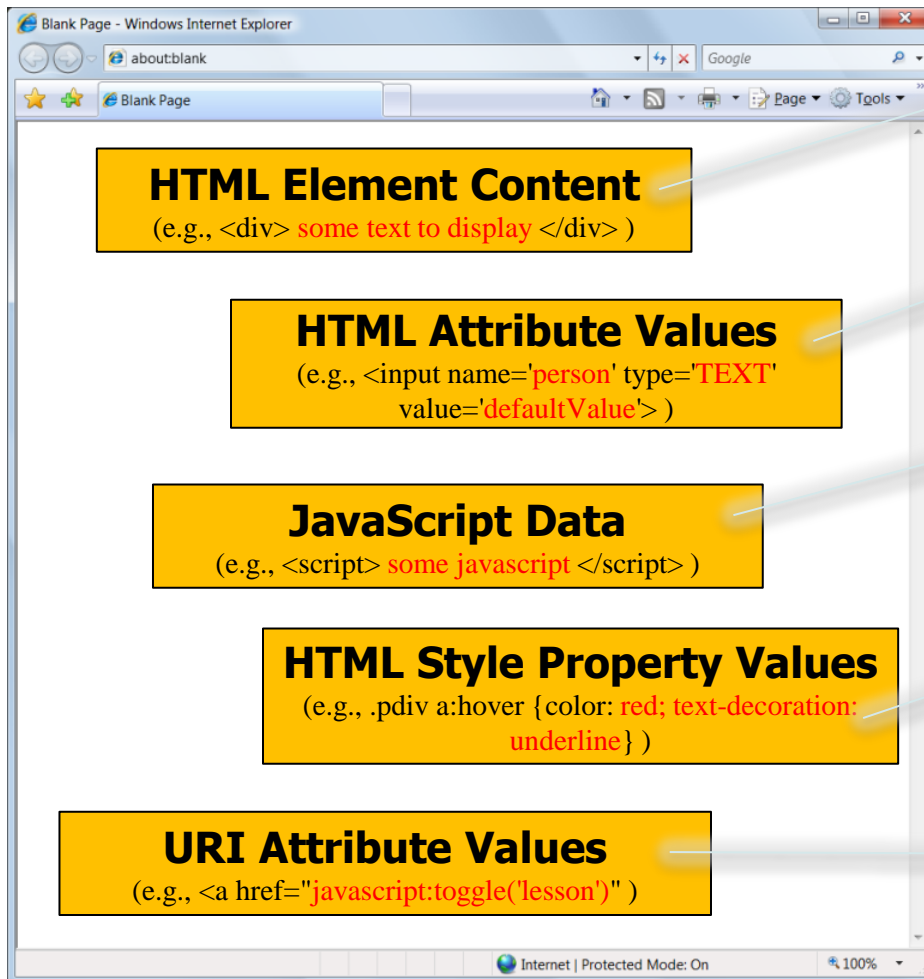 Blank Page - Windows Internet Explorer
about:blank
Google
Blank Page
Page
Tools
»
HTML Element Content
(e.g., <div> some text to display </div> )
HTML Attribute Values
(e.g., <input name='person' type='TEXT'
value='defaultValue'> )
JavaScript Data
(e.g., <script> some javascript </script> )
HTML Style Property Values
(e.g., .pdiv a:hover {color: red; text-decoration:
underline} )
URI Attribute Values
(e.g., <a href="javascript:toggle('lesson')" )
Internet | Protected Mode: On
100%